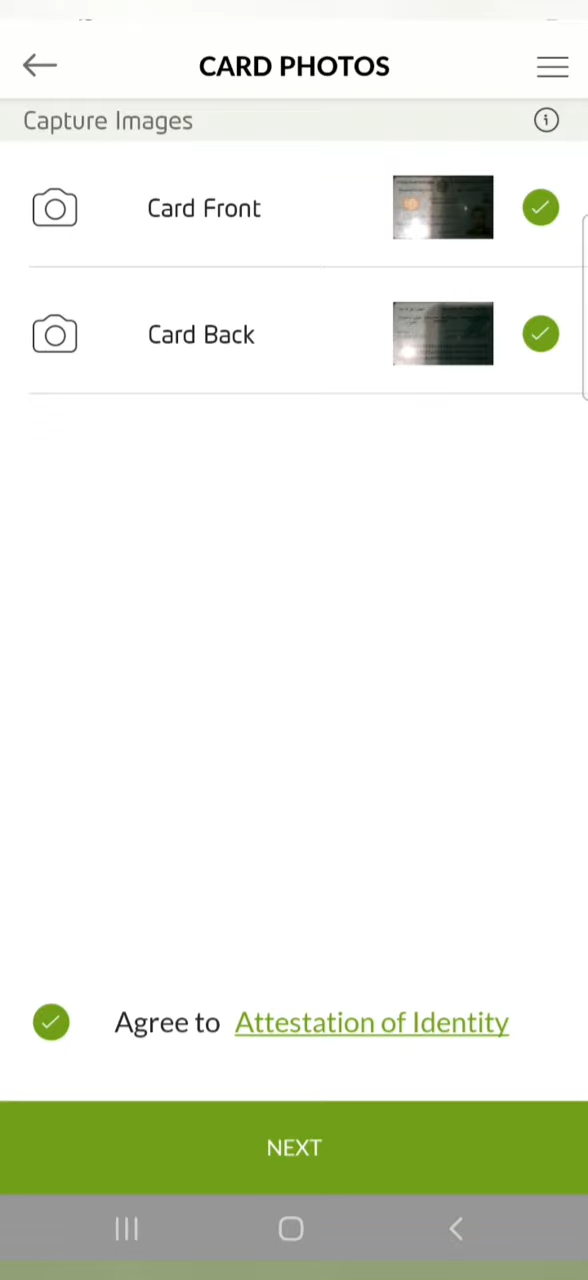 CARD PHOTOS
Capture Images
Card Front
Card Back
Agree to Attestation of Identity
NEXT